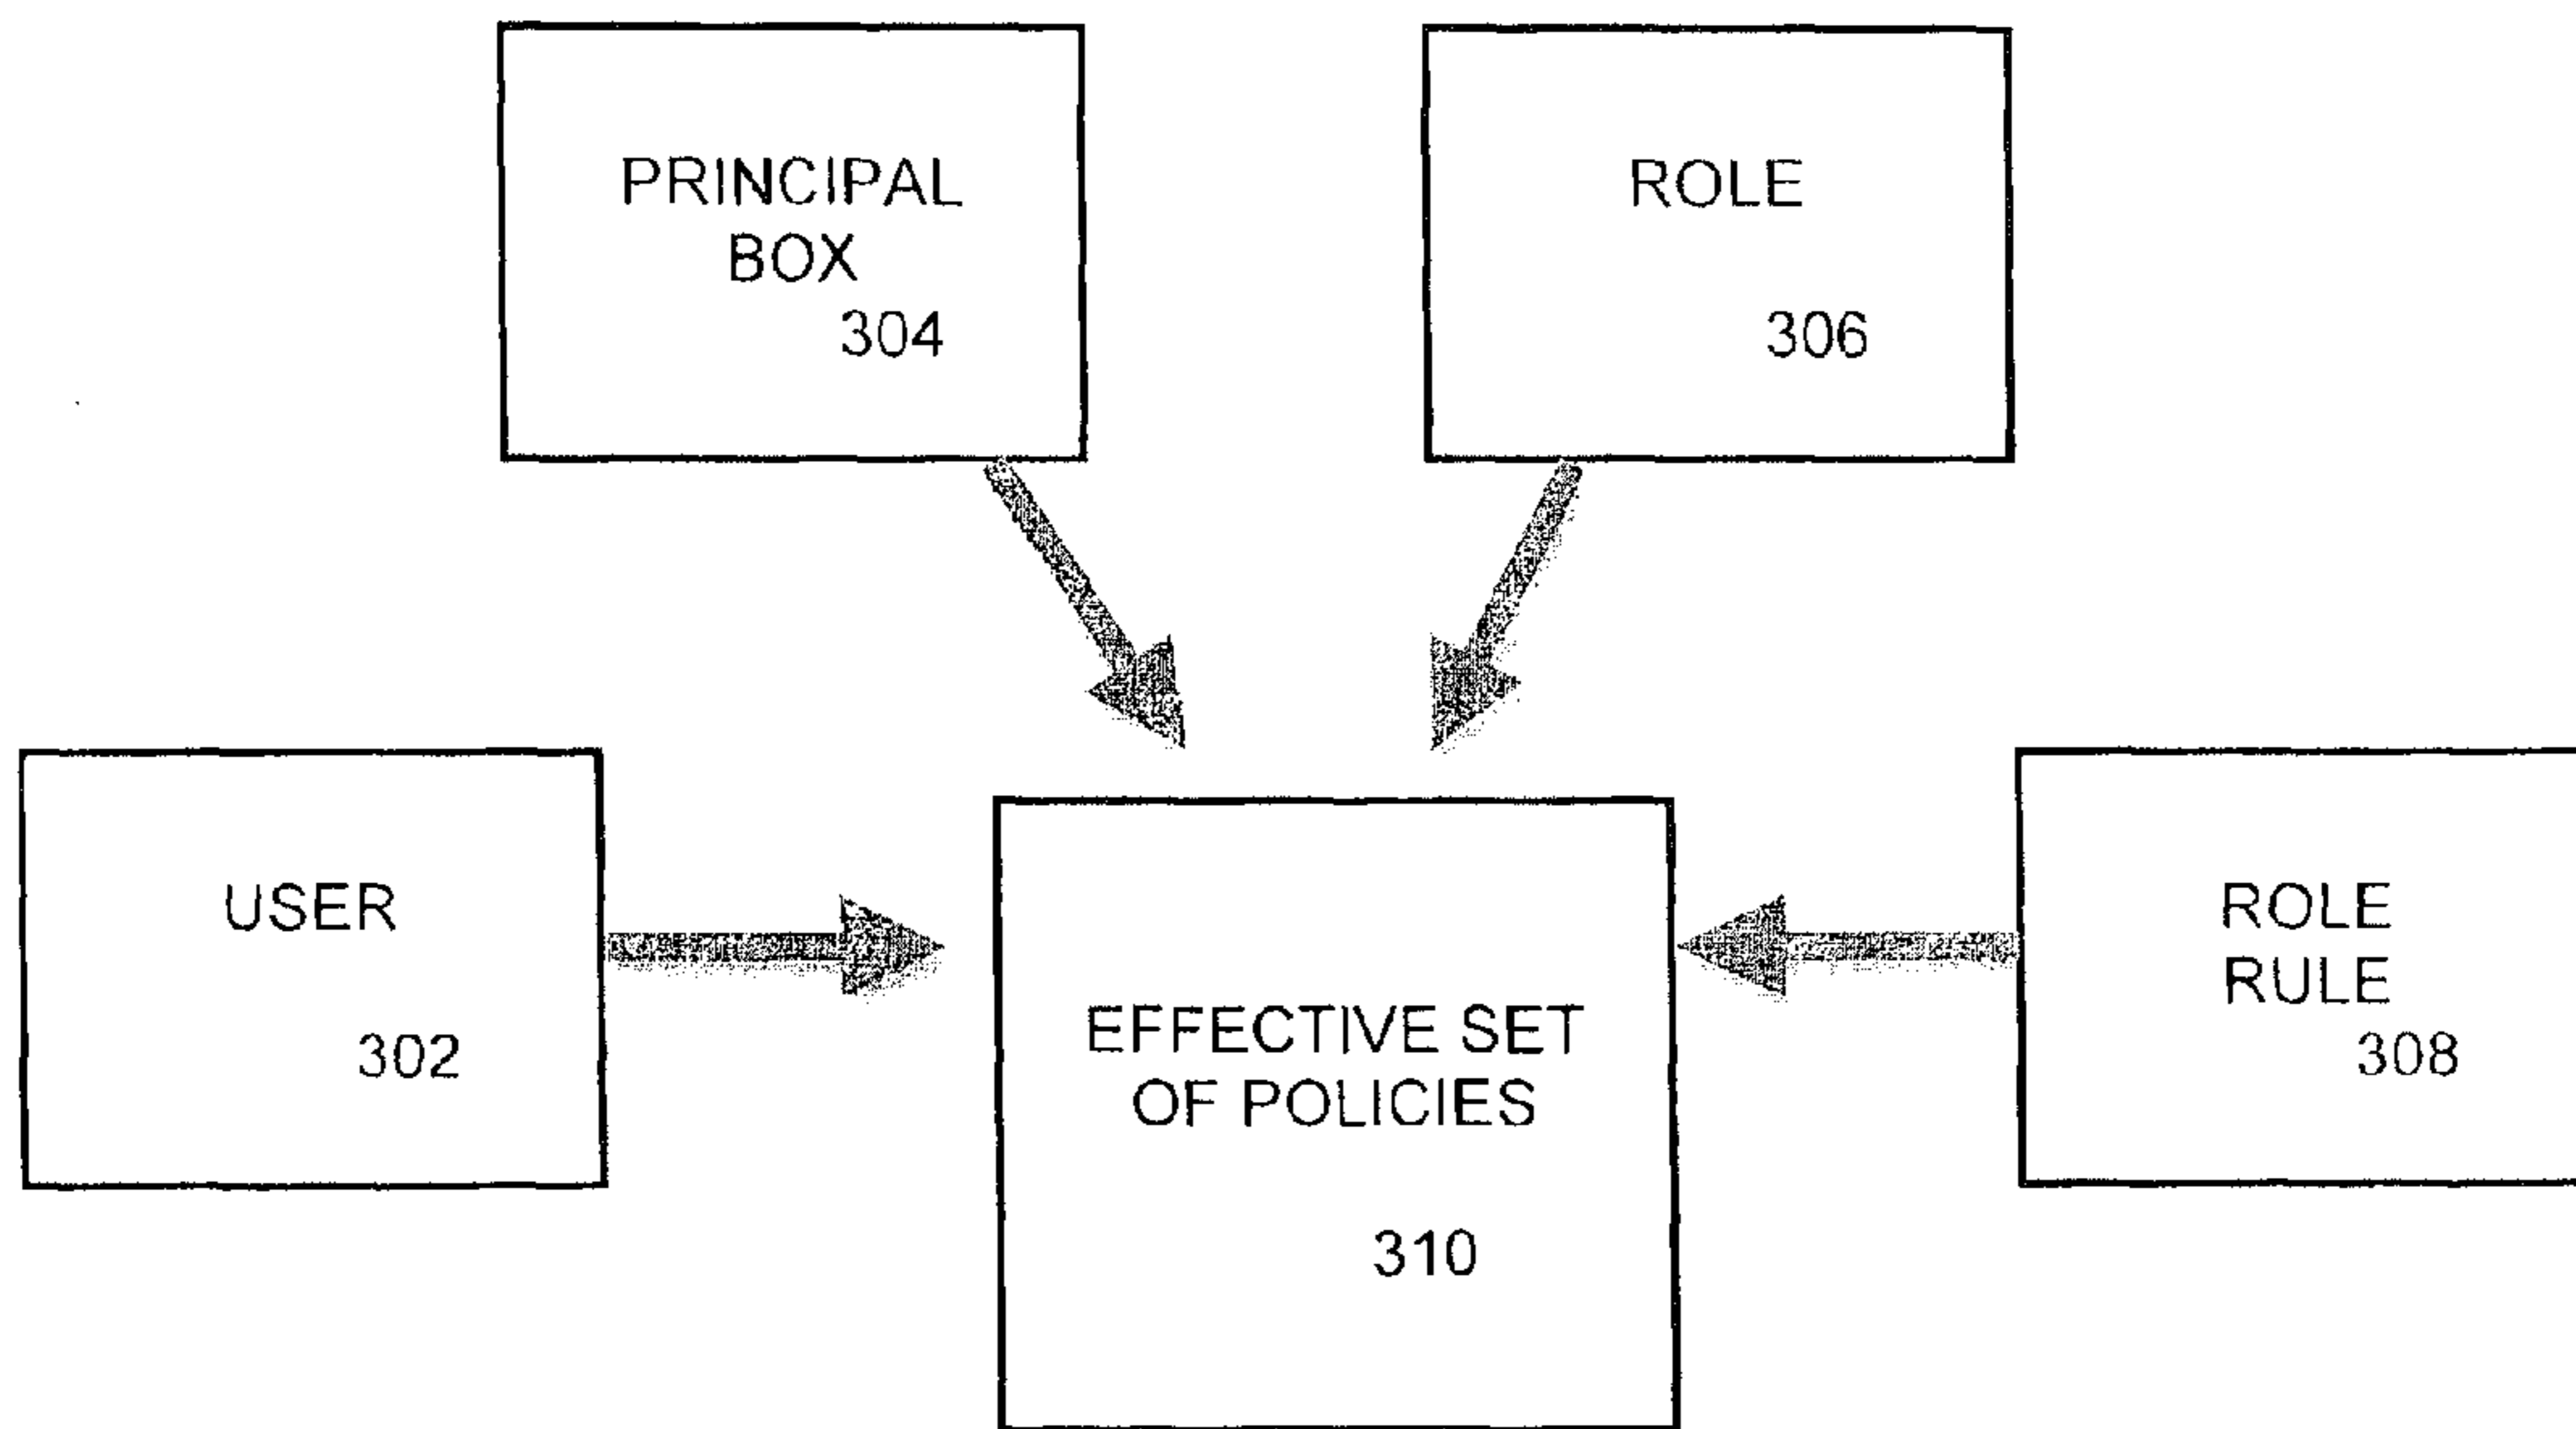 PRINCIPAL
BOX
304
ROLE
306
USER
302
EFFECTIVE SET
OF POLICIES
310
ROLE
RULE
308